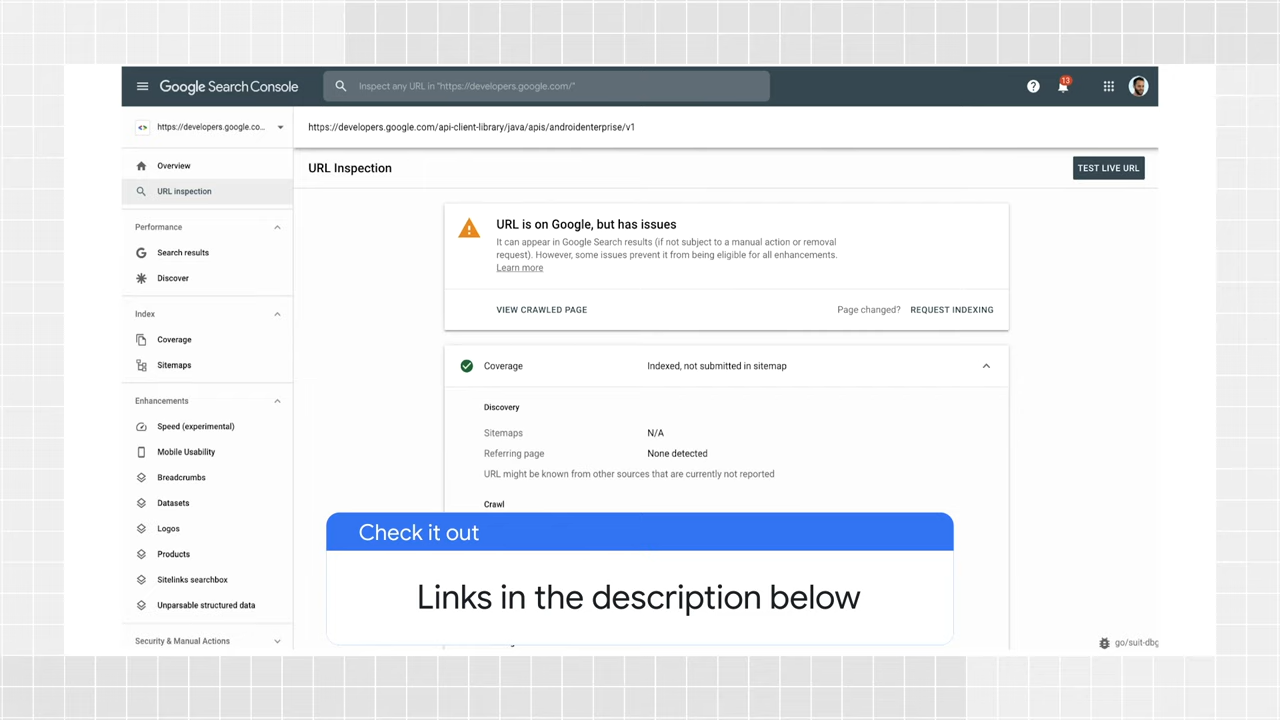 Google Search Console
Inspect any URL in "https://developers.google.com/"
13
https://developers.google.co...
https://developers.google.com/api-client-library/java/apis/androidenterprise/v1
Overview
URL inspection
Performance
Search results
Discover
Index
Coverage
Sitemaps
Enhancements
Speed (experimental)
Mobile Usability
Breadcrumbs
Datasets
Logos
Products
Sitelinks searchbox
Unparsable structured data
Security & Manual Actions
URL Inspection
TEST LIVE URL
URL is on Google, but has issues
It can appear in Google Search results (if not subject to a manual action or removal
request). However, some issues prevent it from being eligible for all enhancements.
Learn more
VIEW CRAWLED PAGE
Page changed? REQUEST INDEXING
Coverage
Indexed, not submitted in sitemap
Discovery
Sitemaps
N/A
Referring page
None detected
URL might be known from other sources that are currently not reported
Crawl
Check it out
Links in the description below
go/suit-dbg